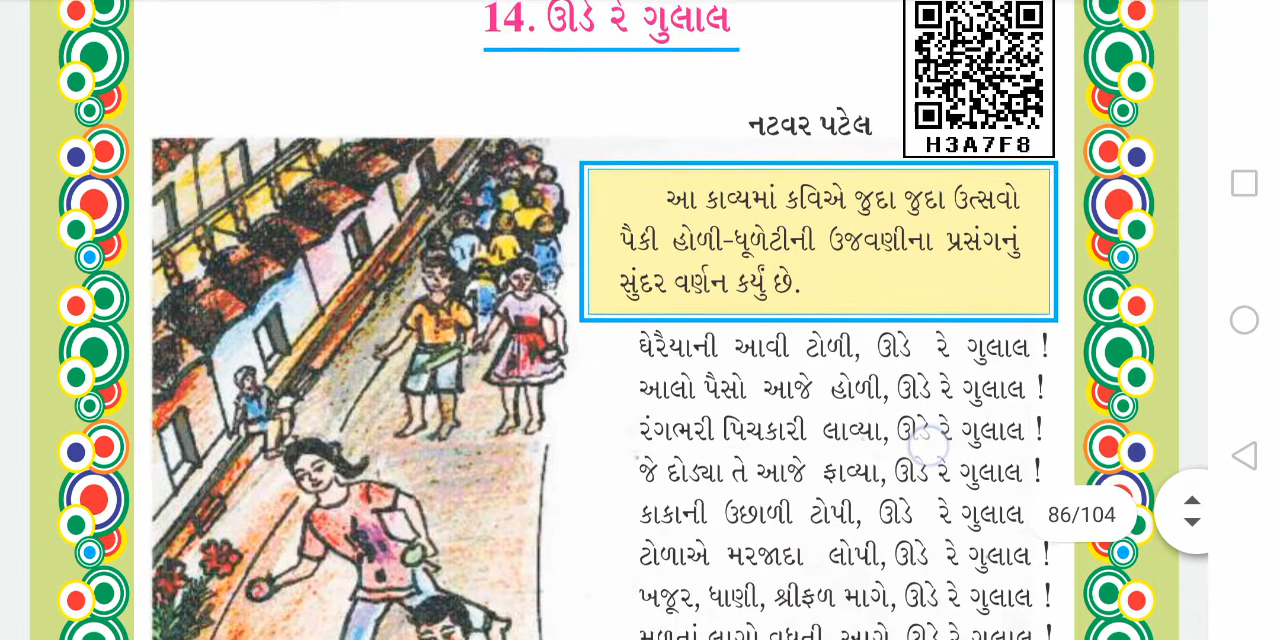 14. ઊડે રે ગુલાલ
H3A7F8
નટવર પટેલ
આ કાવ્યમાં કવિએ જુદા જુદા ઉત્સવો
પૈકી હોળી-ધૂળેટીની ઉજવણીના પ્રસંગનું
સુંદર વર્ણન કર્યું છે.
ઘેરૈયાની આવી ટોળી, ઊડે રે ગુલાલ !
આલો પૈસો આજે હોળી, ઊડે રે ગુલાલ !
રંગભરી પિચકારી લાવ્યા, ઊડે રે ગુલાલ !
જે દોડ્યા તે આજે ફાવ્યા, ઊડે રે ગુલાલ !
કાકાની ઉછાળી ટોપી, ઊડે રે ગુલાલ
86/104
ટોળાએ મરજાદા લોપી, ઊડે રે ગુલાલ !
ખજૂર, ધાણી, શ્રીફળ માગે, ઊડે રે ગુલાલ !